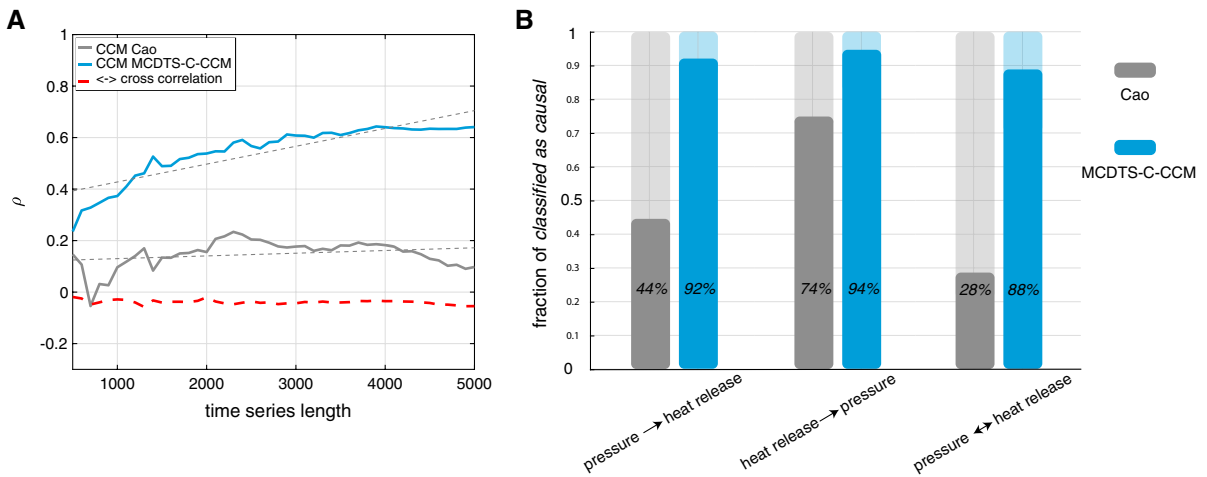 A
1
0.8
0.6
0.4
0.2
0
-0.2
ρ
CCM Cao
CCM MCDTS-C-CCM
<-> cross correlation
1000 2000 3000 4000 5000
time series length
B
1
0.9
0.8
0.7
0.6
0.5
0.4
0.3
0.2
0.1
0
fraction of classified as causal
44% 92% 74% 94% 28% 88%
pressure → heat release
heat release → pressure
pressure ↔ heat release
Cao
MCDTS-C-CCM